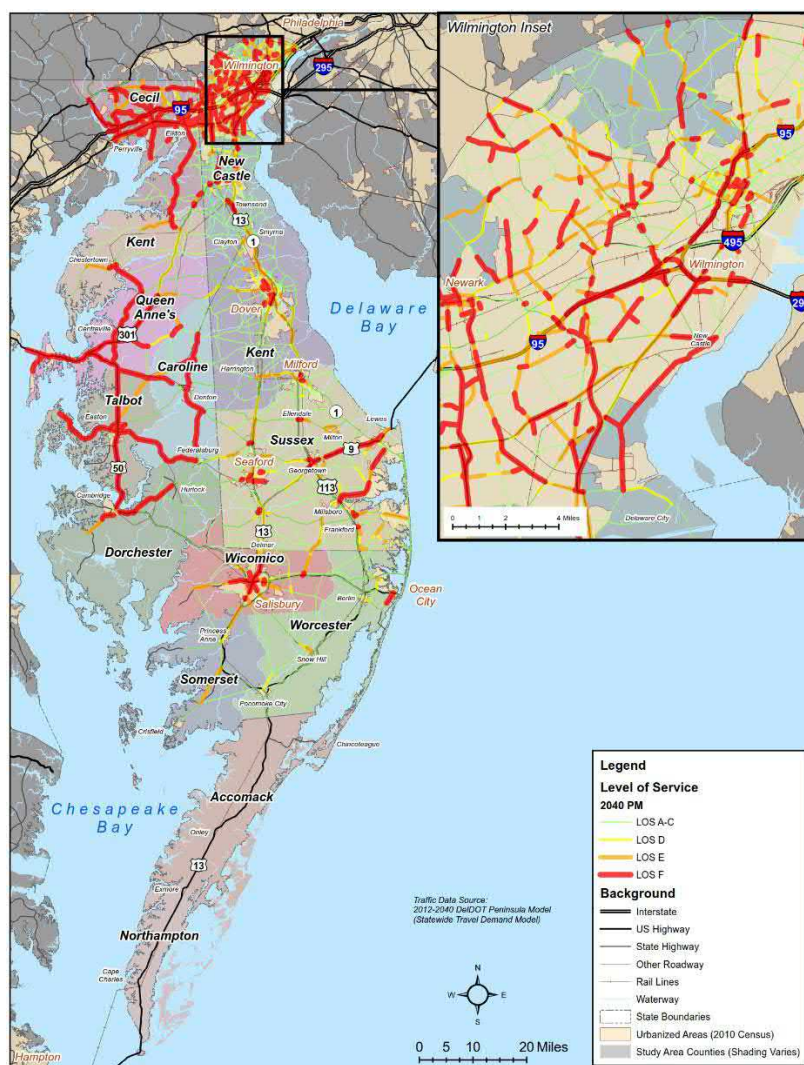 Philadelphia
Wilmington
295
Cecil
95
Elkton
Perryville
New
Castle
Townsend
13
Clayton
Smyrna
1
Kent
Chestertown
Queen
Anne's
Dover
Delaware
Bay
Centreville
301
Kent
Caroline
Harrington
Milford
Talbot
Denton
Ellendale
1
Lewes
Easton
Milton
Sussex
9
Federalsburg
Seaford
Georgetown
50
Hurlock
113
Cambridge
Millsboro
Frankford
13
Delmar
Dorchester
Wicomico
Berlin
Ocean
City
Salisbury
Worcester
Princess
Anne
Snow Hill
Somerset
Pocomoke City
Crisfield
Chincoteague
Accomack
Chesapeake
Bay
Onley
13
Exmore
Northampton
Cape
Charles
Hampton
Wilmington Inset
95
495
Wilmington
Newark
29
95
New
Castle
0 1 2 4 Miles
Delaware City
Traffic Data Source:
2012-2040 DelDOT Peninsula Model
(Statewide Travel Demand Model)
N
W E
S
0 5 10 20 Miles
Legend
Level of Service
2040 PM
LOS A-C
LOS D
LOS E
LOS F
Background
Interstate
US Highway
State Highway
Other Roadway
Rail Lines
Waterway
State Boundaries
Urbanized Areas (2010 Census)
Study Area Counties (Shading Varies)